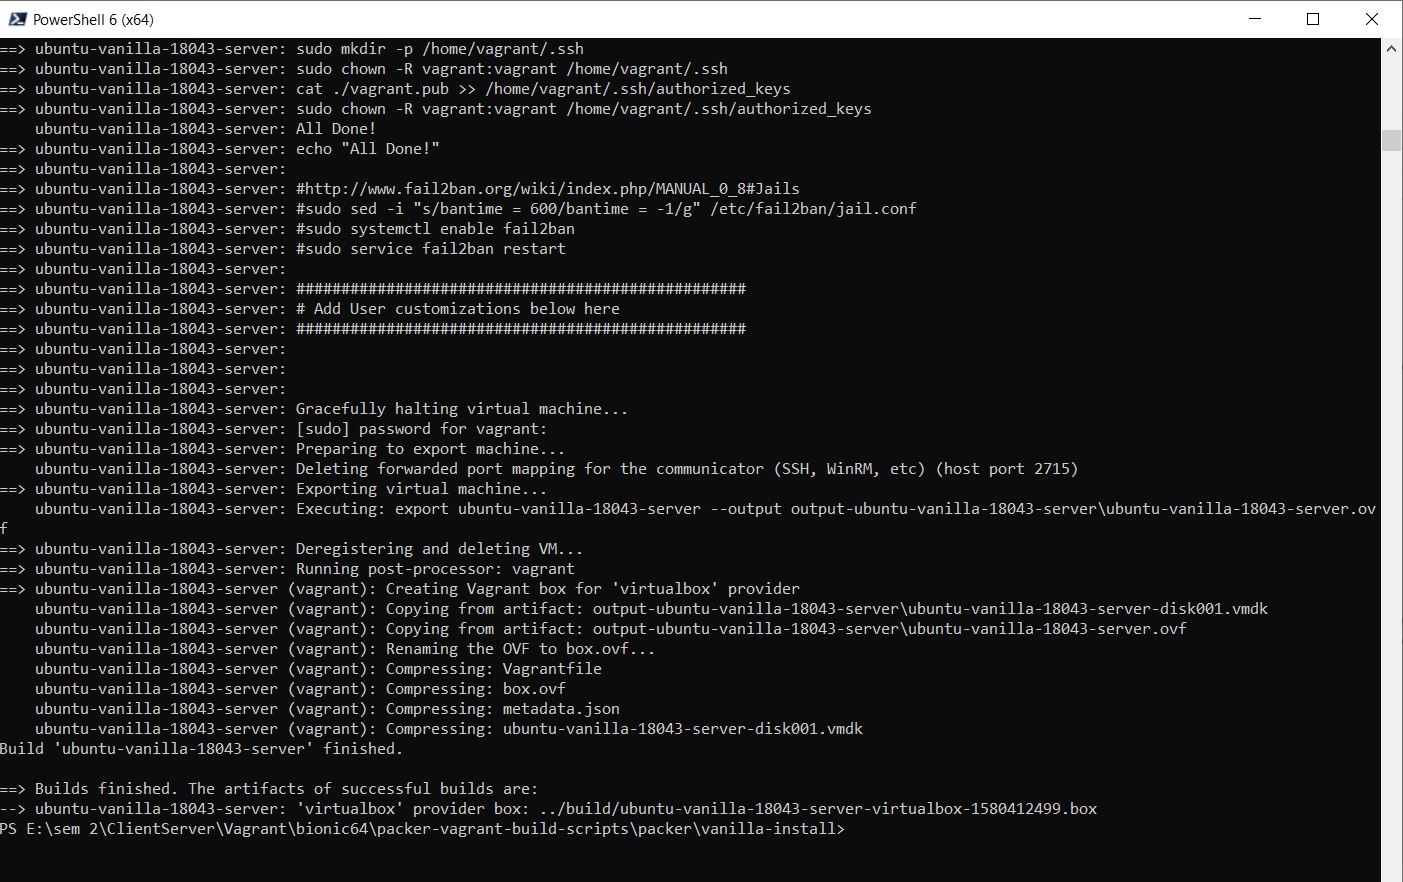 PowerShell 6 (x64)
==> ubuntu-vanilla-18043-server: sudo mkdir -p /home/vagrant/.ssh
==> ubuntu-vanilla-18043-server: sudo chown -R vagrant:vagrant /home/vagrant/.ssh
==> ubuntu-vanilla-18043-server: cat ./vagrant.pub >> /home/vagrant/.ssh/authorized_keys
==> ubuntu-vanilla-18043-server: sudo chown -R vagrant:vagrant /home/vagrant/.ssh/authorized_keys
    ubuntu-vanilla-18043-server: All Done!
==> ubuntu-vanilla-18043-server: echo "All Done!"
==> ubuntu-vanilla-18043-server:
==> ubuntu-vanilla-18043-server: #http://www.fail2ban.org/wiki/index.php/MANUAL_0_8#Jails
==> ubuntu-vanilla-18043-server: #sudo sed -i "s/bantime = 600/bantime = -1/g" /etc/fail2ban/jail.conf
==> ubuntu-vanilla-18043-server: #sudo systemctl enable fail2ban
==> ubuntu-vanilla-18043-server: #sudo service fail2ban restart
==> ubuntu-vanilla-18043-server:
==> ubuntu-vanilla-18043-server: ##################################################
==> ubuntu-vanilla-18043-server: # Add User customizations below here
==> ubuntu-vanilla-18043-server: ##################################################
==> ubuntu-vanilla-18043-server:
==> ubuntu-vanilla-18043-server:
==> ubuntu-vanilla-18043-server:
==> ubuntu-vanilla-18043-server: Gracefully halting virtual machine...
==> ubuntu-vanilla-18043-server: [sudo] password for vagrant:
==> ubuntu-vanilla-18043-server: Preparing to export machine...
    ubuntu-vanilla-18043-server: Deleting forwarded port mapping for the communicator (SSH, WinRM, etc) (host port 2715)
==> ubuntu-vanilla-18043-server: Exporting virtual machine...
    ubuntu-vanilla-18043-server: Executing: export ubuntu-vanilla-18043-server --output output-ubuntu-vanilla-18043-server\ubuntu-vanilla-18043-server.ov
f
==> ubuntu-vanilla-18043-server: Deregistering and deleting VM...
==> ubuntu-vanilla-18043-server: Running post-processor: vagrant
==> ubuntu-vanilla-18043-server (vagrant): Creating Vagrant box for 'virtualbox' provider
    ubuntu-vanilla-18043-server (vagrant): Copying from artifact: output-ubuntu-vanilla-18043-server\ubuntu-vanilla-18043-server-disk001.vmdk
    ubuntu-vanilla-18043-server (vagrant): Copying from artifact: output-ubuntu-vanilla-18043-server\ubuntu-vanilla-18043-server.ovf
    ubuntu-vanilla-18043-server (vagrant): Renaming the OVF to box.ovf...
    ubuntu-vanilla-18043-server (vagrant): Compressing: Vagrantfile
    ubuntu-vanilla-18043-server (vagrant): Compressing: box.ovf
    ubuntu-vanilla-18043-server (vagrant): Compressing: metadata.json
    ubuntu-vanilla-18043-server (vagrant): Compressing: ubuntu-vanilla-18043-server-disk001.vmdk
Build 'ubuntu-vanilla-18043-server' finished.

==> Builds finished. The artifacts of successful builds are:
--> ubuntu-vanilla-18043-server: 'virtualbox' provider box: ../build/ubuntu-vanilla-18043-server-virtualbox-1580412499.box
PS E:\sem 2\ClientServer\Vagrant\bionic64\packer-vagrant-build-scripts\packer\vanilla-install>